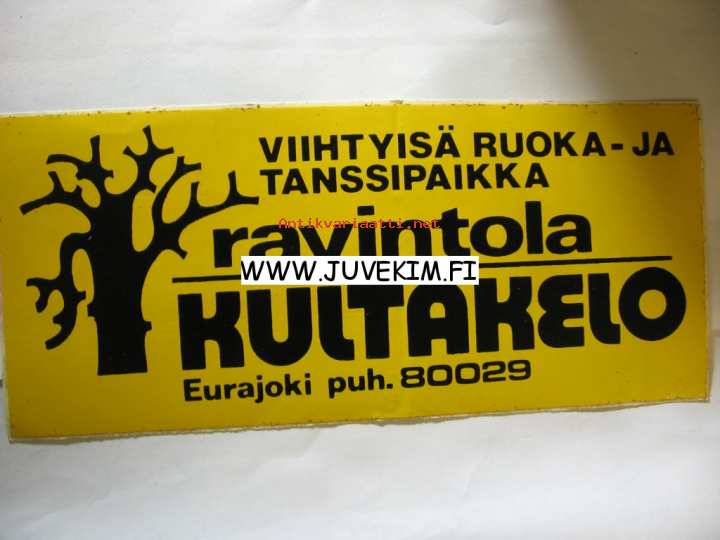 VIIHTYISÄ RUOKA-JA
TANSSIPAIKKA
Antikvariaatti.net
ravintola
WWW.JUVEKIM.FI
KULTAKELO
Eurajoki puh. 80029